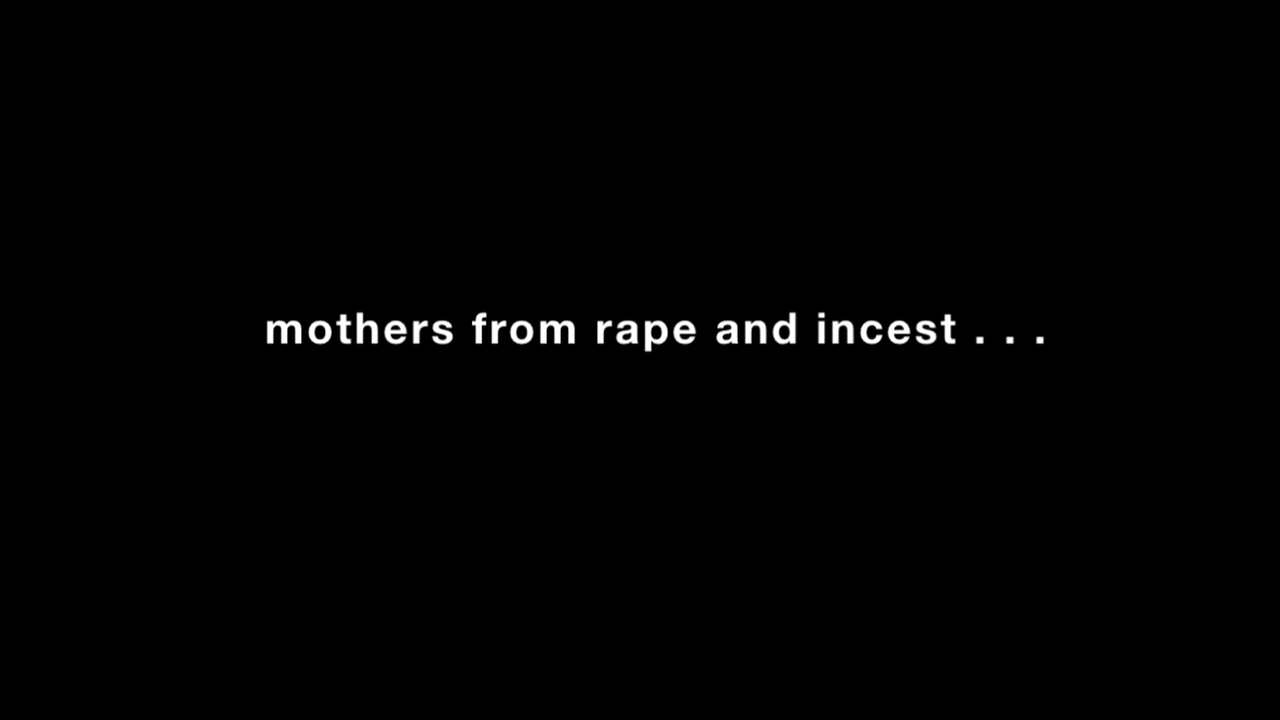 mothers from rape and incest . . .